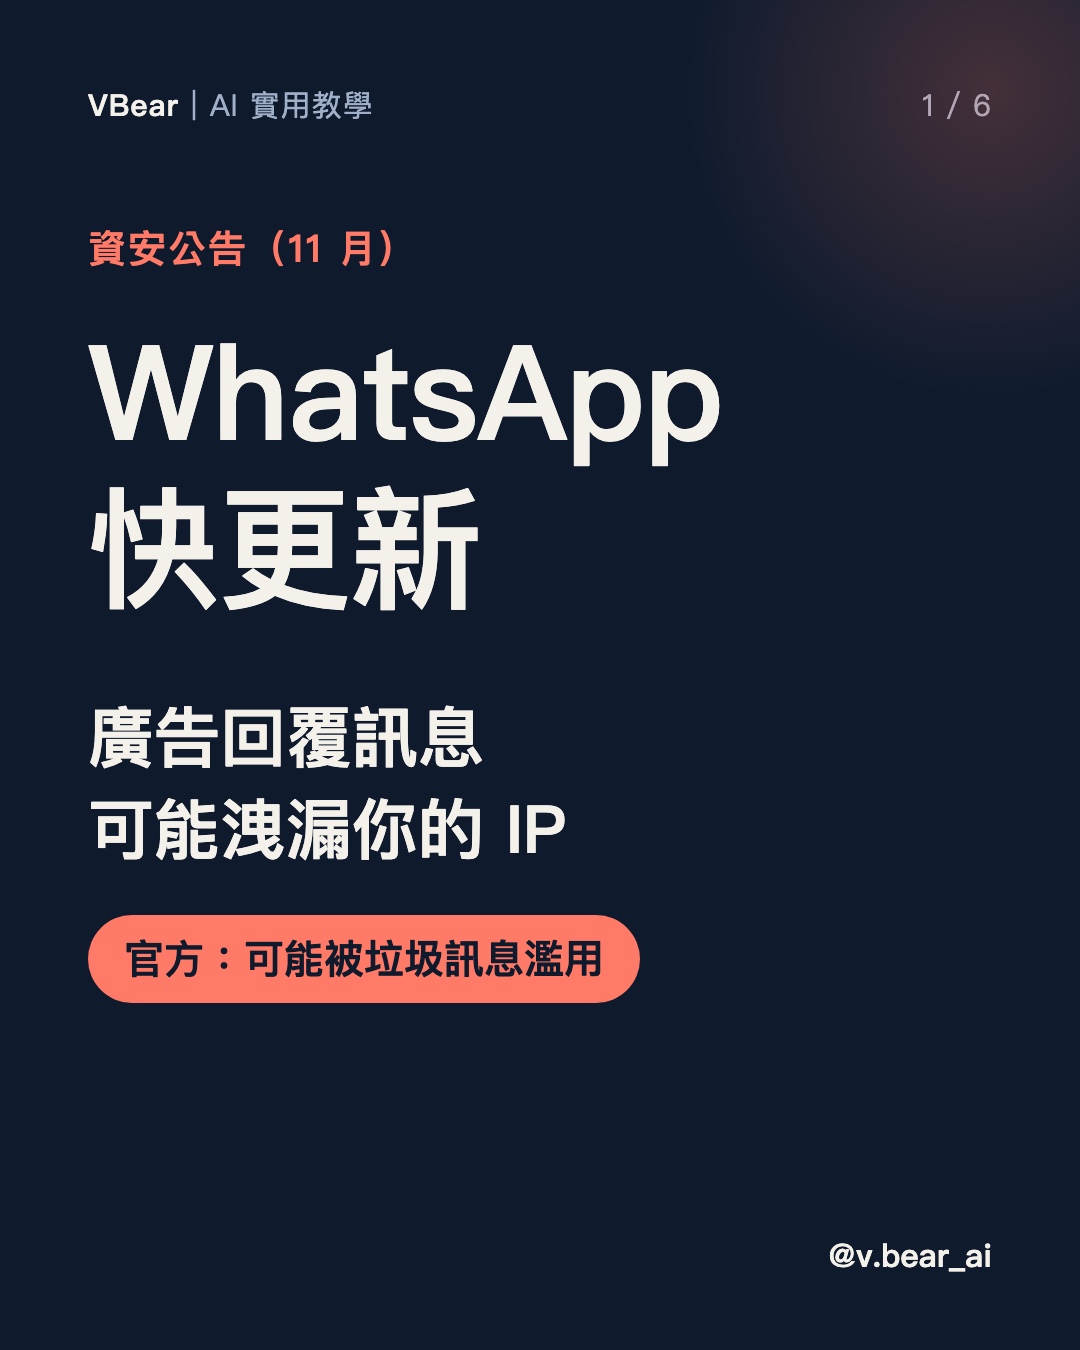 VBear | AI 實用教學
1 / 6
資安公告（11 月）
WhatsApp
快更新
廣告回覆訊息
可能洩漏你的 IP
官方：可能被垃圾訊息濫用
@v.bear_ai